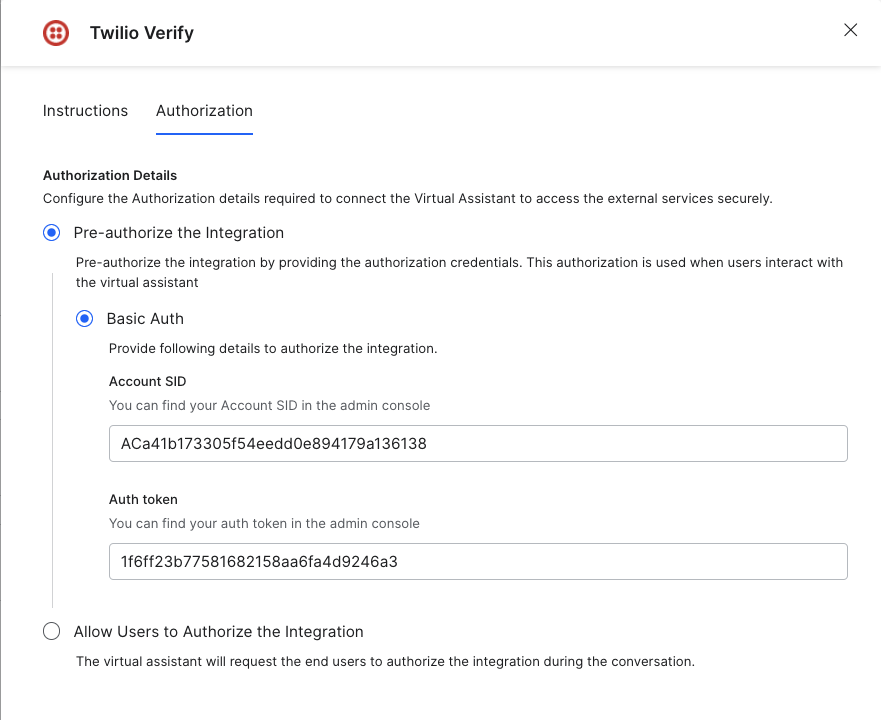 Twilio Verify
Instructions
Authorization
Authorization Details
Configure the Authorization details required to connect the Virtual Assistant to access the external services securely.
Pre-authorize the Integration
Pre-authorize the integration by providing the authorization credentials. This authorization is used when users interact with
the virtual assistant
Basic Auth
Provide following details to authorize the integration.
Account SID
You can find your Account SID in the admin console
ACa41b173305f54eedd0e894179a136138
Auth token
You can find your auth token in the admin console
1f6ff23b77581682158aa6fa4d9246a3
Allow Users to Authorize the Integration
The virtual assistant will request the end users to authorize the integration during the conversation.